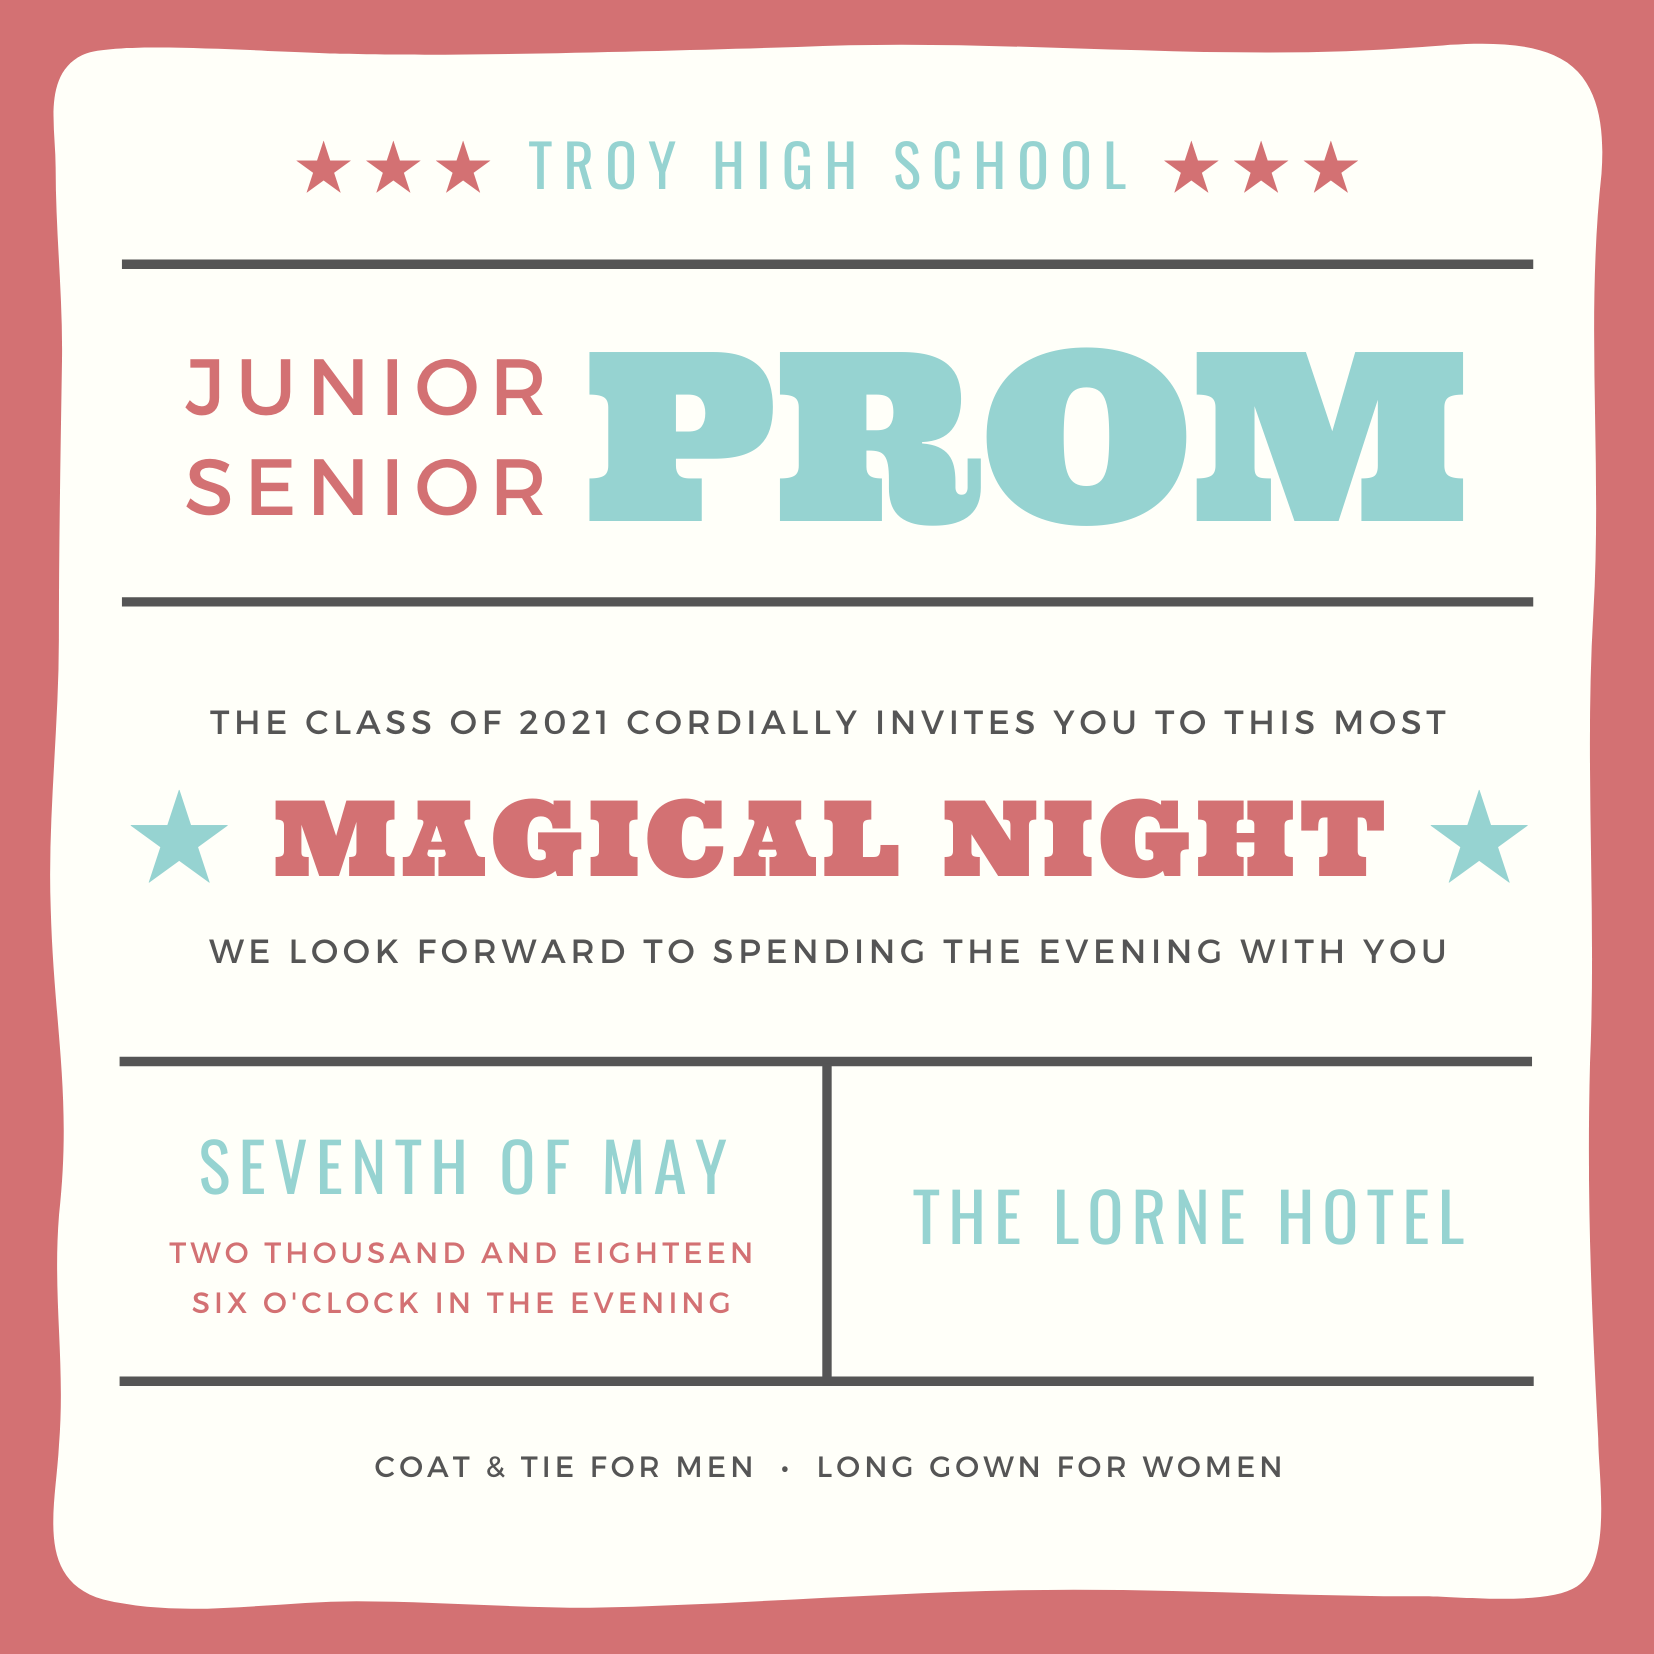 TROY HIGH SCHOOL
JUNIOR
SENIOR
PROM
THE CLASS OF 2021 CORDIALLY INVITES YOU TO THIS MOST
MAGICAL NIGHT
WE LOOK FORWARD TO SPENDING THE EVENING WITH YOU
SEVENTH OF MAY
TWO THOUSAND AND EIGHTEEN
SIX O'CLOCK IN THE EVENING
THE LORNE HOTEL
COAT & TIE FOR MEN • LONG GOWN FOR WOMEN